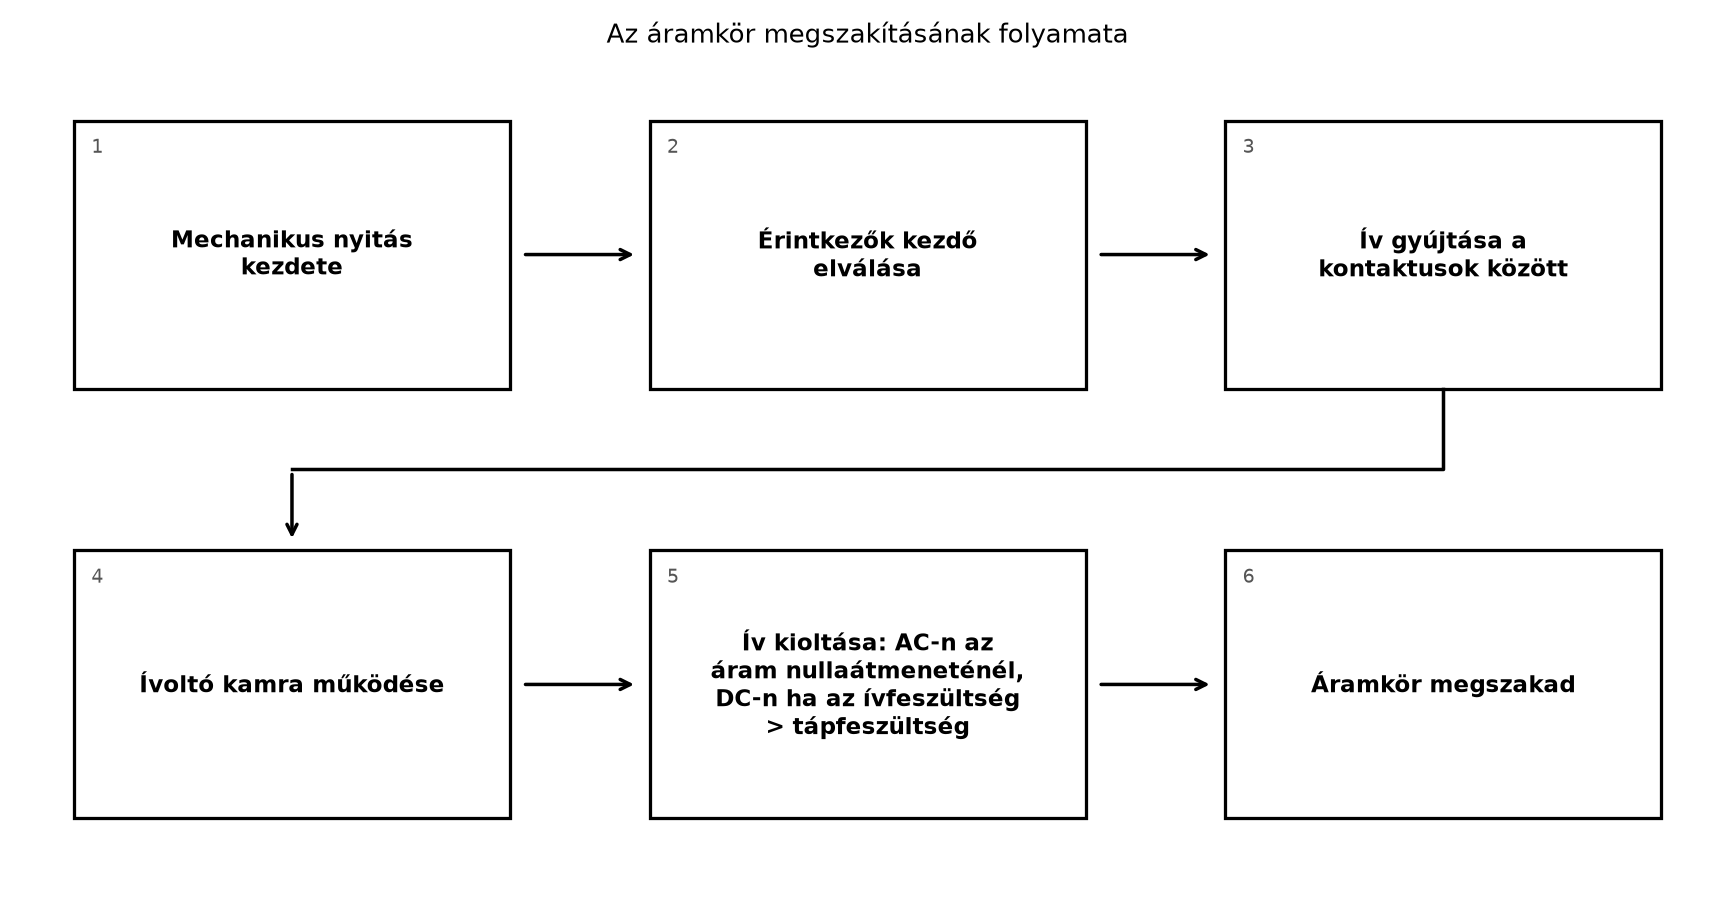 Az áramkör megszakításának folyamata
1
Mechanikus nyitás
kezdete
2
Érintkezők kezdő
elválása
3
Ív gyújtása a
kontaktusok között
4
Ívoltó kamra működése
5
Ív kioltása: AC-n az
áram nullaátmeneténél,
DC-n ha az ívfeszültség
> tápfeszültség
6
Áramkör megszakad